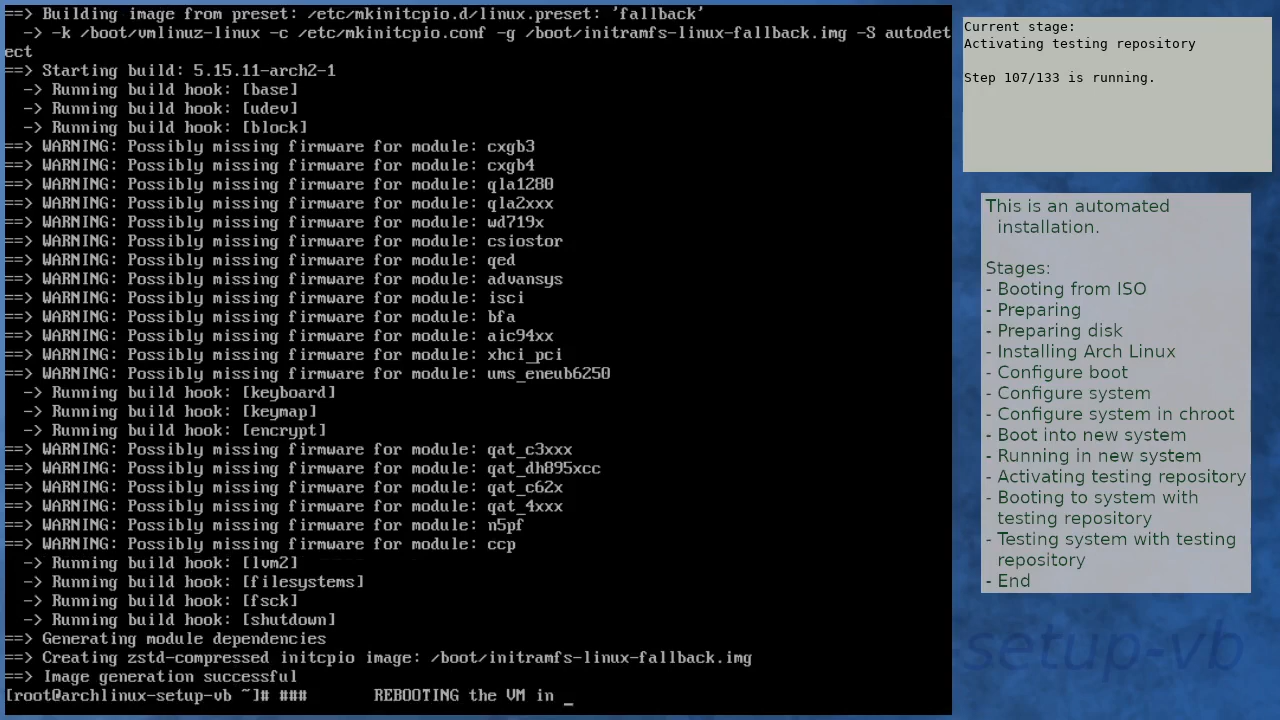 ==> Building image from preset: /etc/mkinitcpio.d/linux.preset: 'fallback'
  -> -k /boot/vmlinuz-linux -c /etc/mkinitcpio.conf -g /boot/initramfs-linux-fallback.img -S autodet
ect
==> Starting build: 5.15.11-arch2-1
  -> Running build hook: [base]
  -> Running build hook: [udev]
  -> Running build hook: [block]
==> WARNING: Possibly missing firmware for module: cxgb3
==> WARNING: Possibly missing firmware for module: cxgb4
==> WARNING: Possibly missing firmware for module: qla1280
==> WARNING: Possibly missing firmware for module: qla2xxx
==> WARNING: Possibly missing firmware for module: wd719x
==> WARNING: Possibly missing firmware for module: csiostor
==> WARNING: Possibly missing firmware for module: qed
==> WARNING: Possibly missing firmware for module: advansys
==> WARNING: Possibly missing firmware for module: isci
==> WARNING: Possibly missing firmware for module: bfa
==> WARNING: Possibly missing firmware for module: aic94xx
==> WARNING: Possibly missing firmware for module: xhci_pci
==> WARNING: Possibly missing firmware for module: ums_eneub6250
  -> Running build hook: [keyboard]
  -> Running build hook: [keymap]
  -> Running build hook: [encrypt]
==> WARNING: Possibly missing firmware for module: qat_c3xxx
==> WARNING: Possibly missing firmware for module: qat_dh895xcc
==> WARNING: Possibly missing firmware for module: qat_c62x
==> WARNING: Possibly missing firmware for module: qat_4xxx
==> WARNING: Possibly missing firmware for module: n5pf
==> WARNING: Possibly missing firmware for module: ccp
  -> Running build hook: [lvm2]
  -> Running build hook: [filesystems]
  -> Running build hook: [fsck]
  -> Running build hook: [shutdown]
==> Generating module dependencies
==> Creating zstd-compressed initcpio image: /boot/initramfs-linux-fallback.img
==> Image generation successful
[root@archlinux-setup-vb ~]# ###       REBOOTING the VM in _
Current stage:
Activating testing repository
Step 107/133 is running.
This is an automated
installation.
Stages:
- Booting from ISO
- Preparing
- Preparing disk
- Installing Arch Linux
- Configure boot
- Configure system
- Configure system in chroot
- Boot into new system
- Running in new system
- Activating testing repository
- Booting to system with
testing repository
- Testing system with testing
repository
- End
-setup-vb